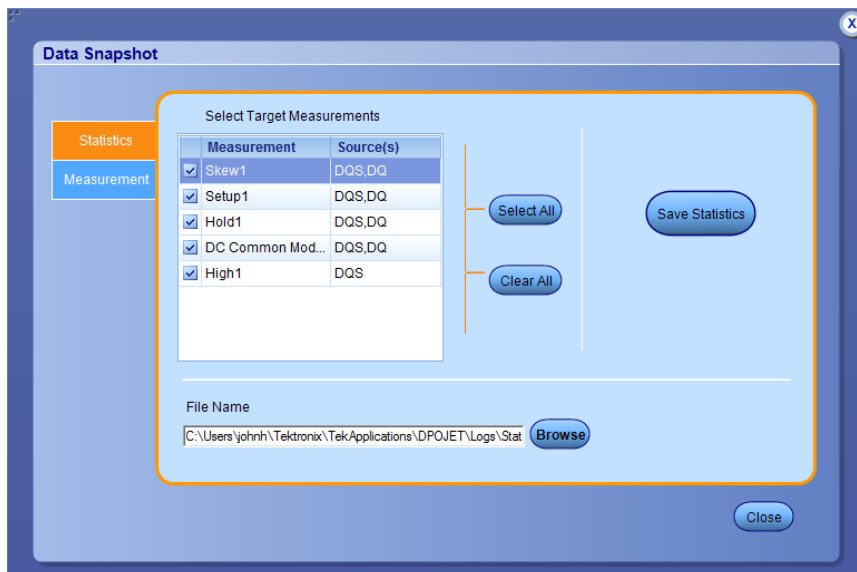 X
Data Snapshot
Select Target Measurements
Statistics
Measurement
Measurement Source(s)
Skew1 DQS,DQ
Setup1 DQS,DQ
Hold1 DQS,DQ
DC Common Mod... DQS,DQ
High1 DQS
Select All
Clear All
Save Statistics
File Name
C:\Users\johnh\Tektronix\TekApplications\DPOJET\Logs\Stat
Browse
Close